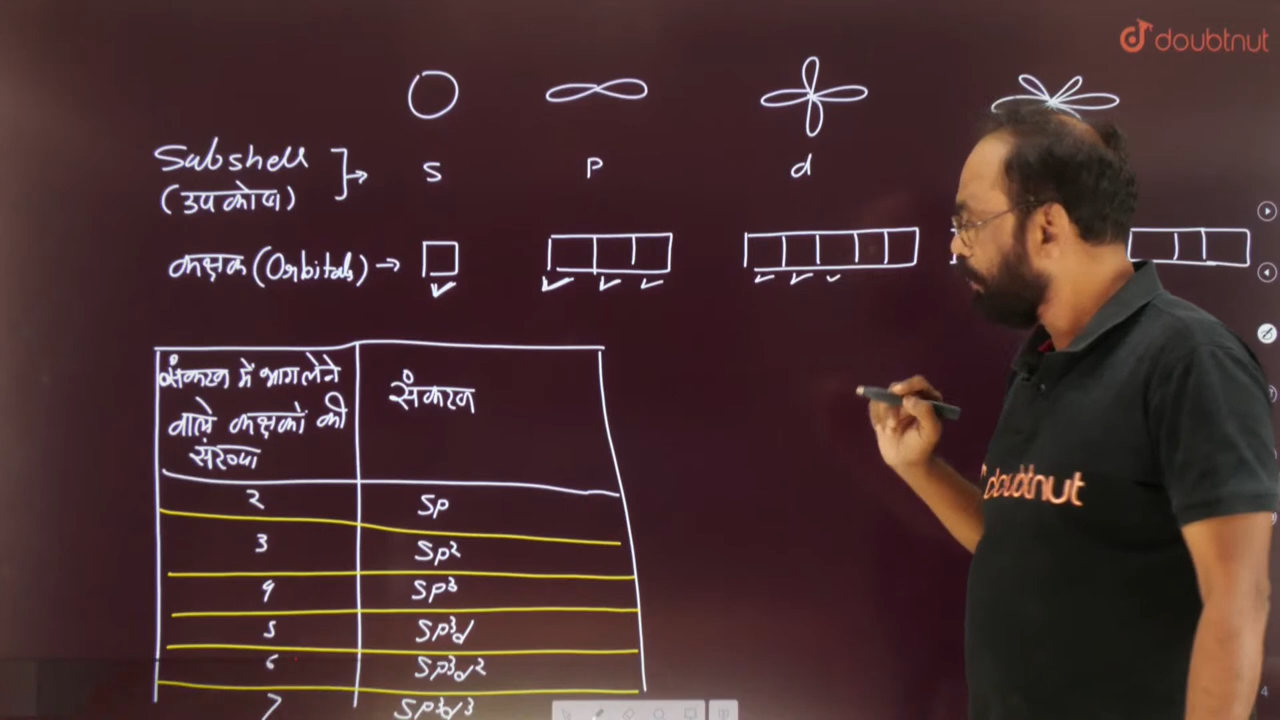 doubtnut
Subshell
(उपकोष)
s p d
कक्षक (Orbitals) →
संकरण में भाग लेने
वाले कक्षकों की
संख्या
संकरण
2 sp
3 sp²
4 sp³
5 sp³d
6 sp³d²
7 sp³d³
doubtnut
4